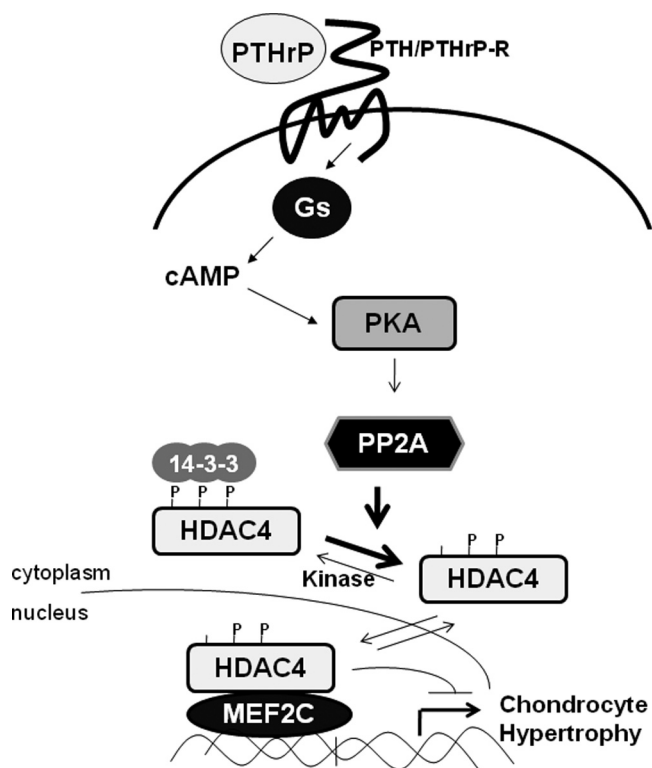 PTHrP
PTH/PTHrP-R
Gs
cAMP
PKA
PP2A
14-3-3
P P P
HDAC4
P P
HDAC4
Kinase
cytoplasm
nucleus
P P
HDAC4
MEF2C
Chondrocyte
Hypertrophy